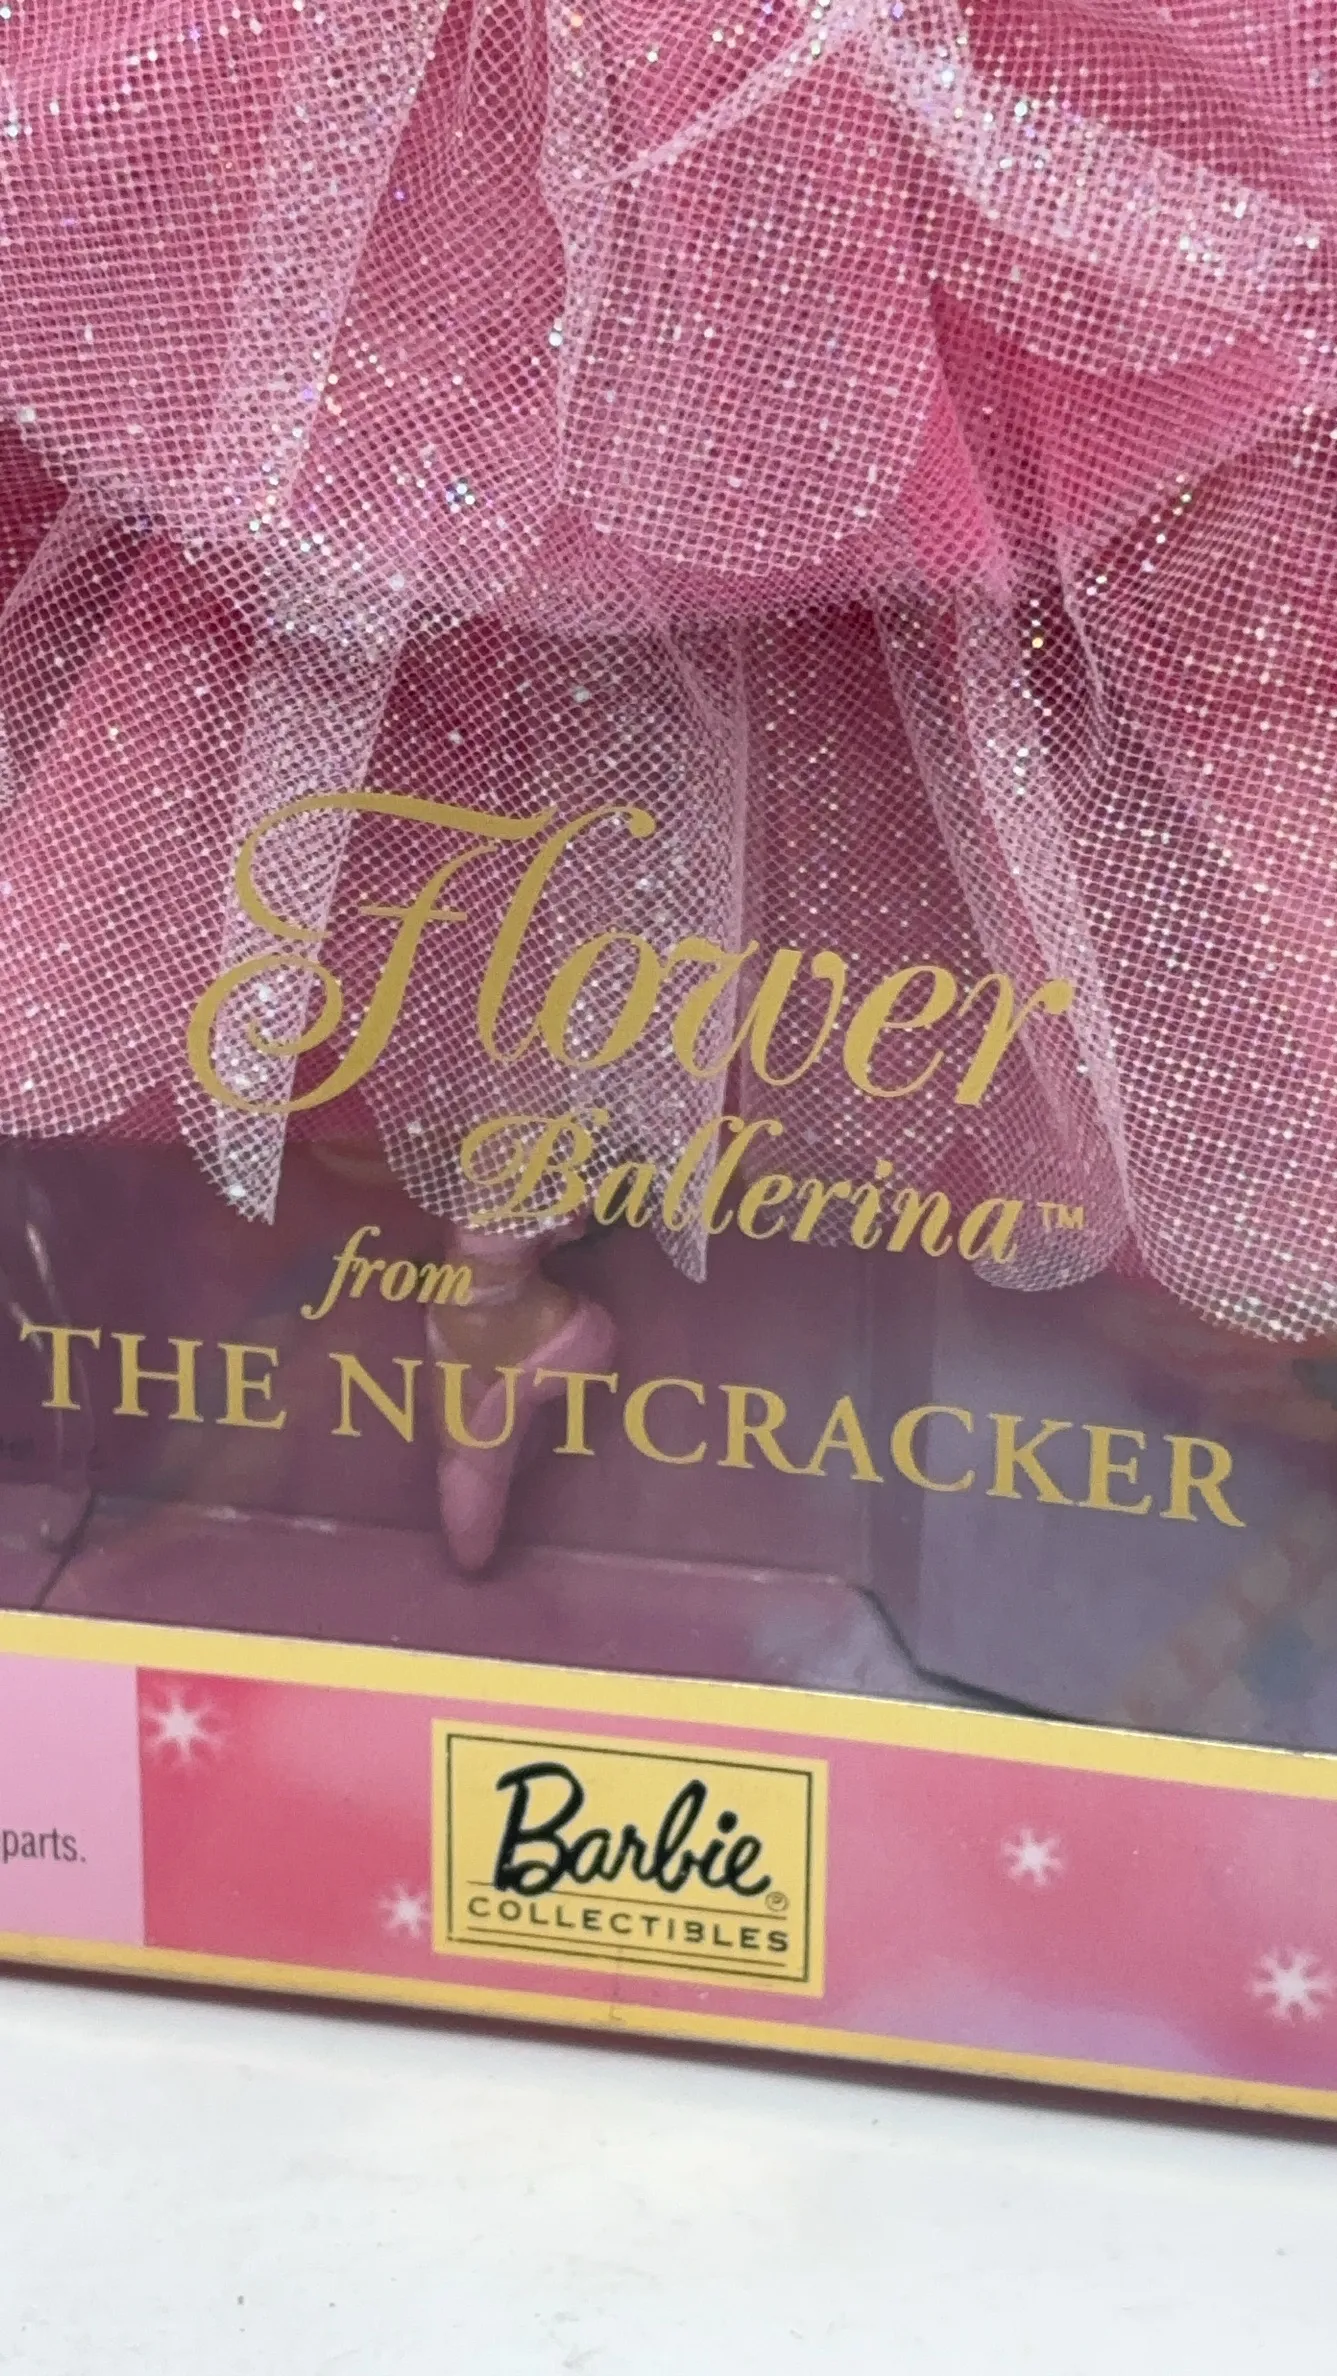 Flower
Ballerina™
from
THE NUTCRACKER
parts.
Barbie®
COLLECTIBLES